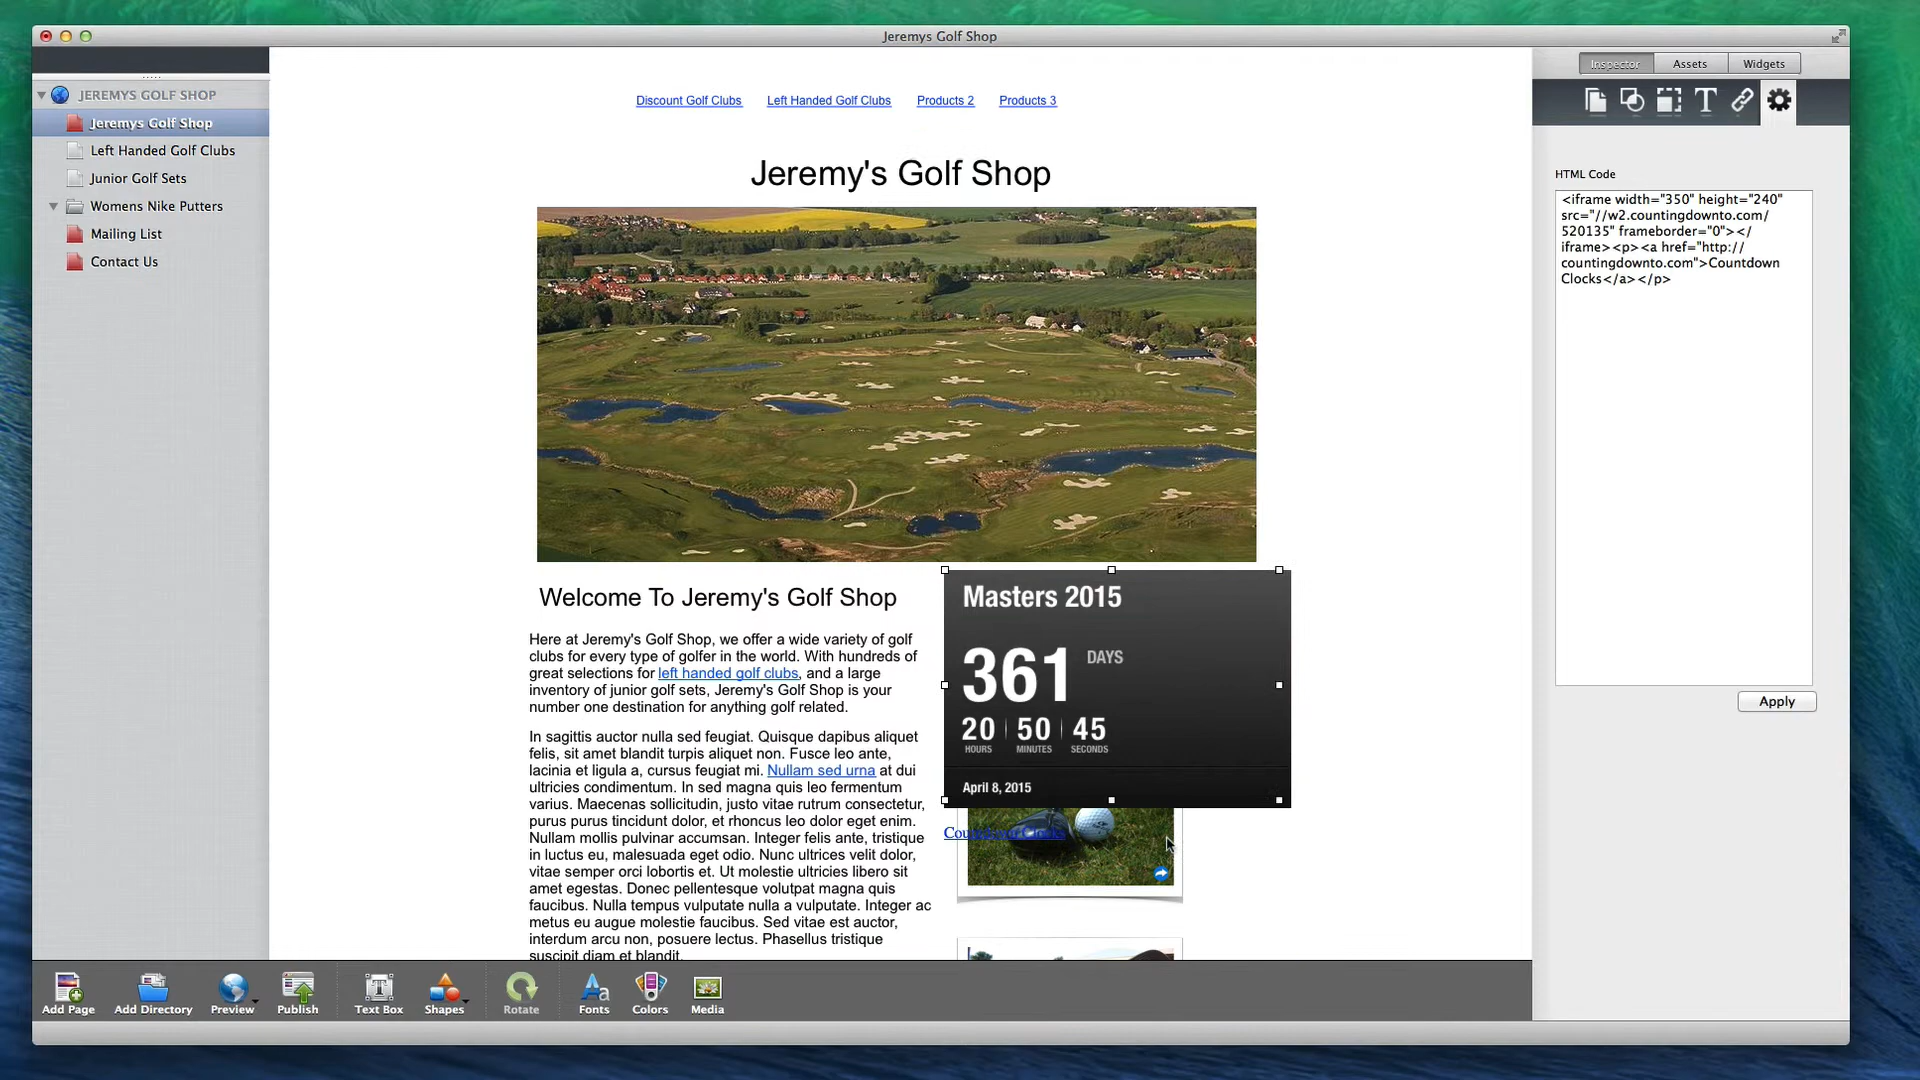 Jeremys Golf Shop
Inspector
Assets
Widgets
JEREMYS GOLF SHOP
Jeremys Golf Shop
Left Handed Golf Clubs
Junior Golf Sets
Womens Nike Putters
Mailing List
Contact Us
Discount Golf Clubs
Left Handed Golf Clubs
Products 2
Products 3
Jeremy's Golf Shop
Welcome To Jeremy's Golf Shop
Here at Jeremy's Golf Shop, we offer a wide variety of golf
clubs for every type of golfer in the world. With hundreds of
great selections for left handed golf clubs, and a large
inventory of junior golf sets, Jeremy's Golf Shop is your
number one destination for anything golf related.
In sagittis auctor nulla sed feugiat. Quisque dapibus aliquet
felis, sit amet blandit turpis aliquet non. Fusce leo ante,
lacinia et ligula a, cursus feugiat mi. Nullam sed urna at dui
ultricies condimentum. In sed magna quis leo fermentum
varius. Maecenas sollicitudin, justo vitae rutrum consectetur,
purus purus tincidunt dolor, et rhoncus leo dolor eget enim.
Nullam mollis pulvinar accumsan. Integer felis ante, tristique
in luctus eu, malesuada eget odio. Nunc ultrices velit dolor,
vitae semper orci lobortis et. Ut molestie ultricies libero sit
amet egestas. Donec pellentesque volutpat magna quis
faucibus. Nulla tempus vulputate nulla a vulputate. Integer ac
metus eu augue molestie faucibus. Sed vitae est auctor,
interdum arcu non, posuere lectus. Phasellus tristique
suscipit diam et blandit.
Masters 2015
361 DAYS
20 50 45
HOURS MINUTES SECONDS
April 8, 2015
Countdown Clocks
HTML Code
<iframe width="350" height="240"
src="//w2.countingdownto.com/
520135" frameborder="0"></
iframe><p><a href="http://
countingdownto.com">Countdown
Clocks</a></p>
Apply
Add Page
Add Directory
Preview
Publish
Text Box
Shapes
Rotate
Fonts
Colors
Media